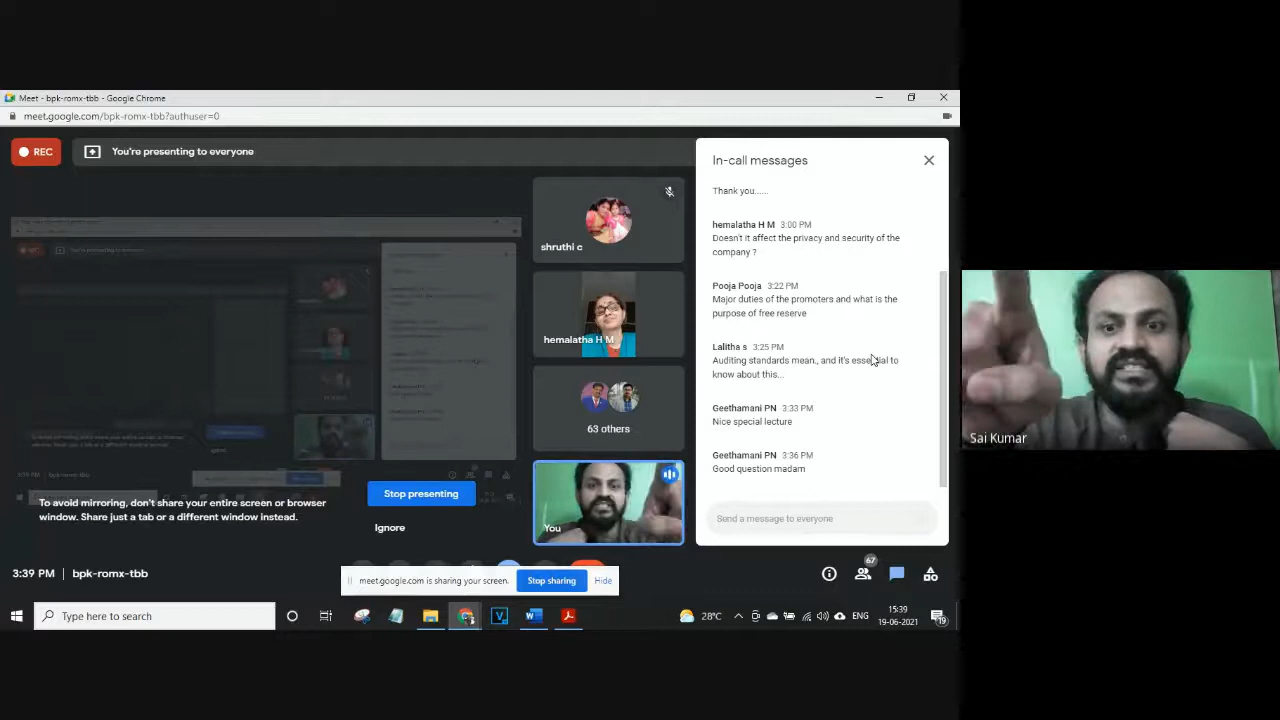 Meet - bpk-romx-tbb - Google Chrome
meet.google.com/bpk-romx-tbb?authuser=0
REC
You're presenting to everyone
In-call messages
Thank you......
hemalatha H M 3:00 PM
Doesn't it affect the privacy and security of the
company ?
Pooja Pooja 3:22 PM
Major duties of the promoters and what is the
purpose of free reserve
Lalitha s 3:25 PM
Auditing standards mean., and it's essential to
know about this...
Geethamani PN 3:33 PM
Nice special lecture
Geethamani PN 3:36 PM
Good question madam
Send a message to everyone
shruthi c
hemalatha H M
63 others
You
To avoid mirroring, don't share your entire screen or browser
window. Share just a tab or a different window instead.
Stop presenting
Ignore
3:39 PM | bpk-romx-tbb
67
meet.google.com is sharing your screen.
Stop sharing
Hide
Type here to search
28°C
ENG
15:39
19-06-2021
19
Sai Kumar